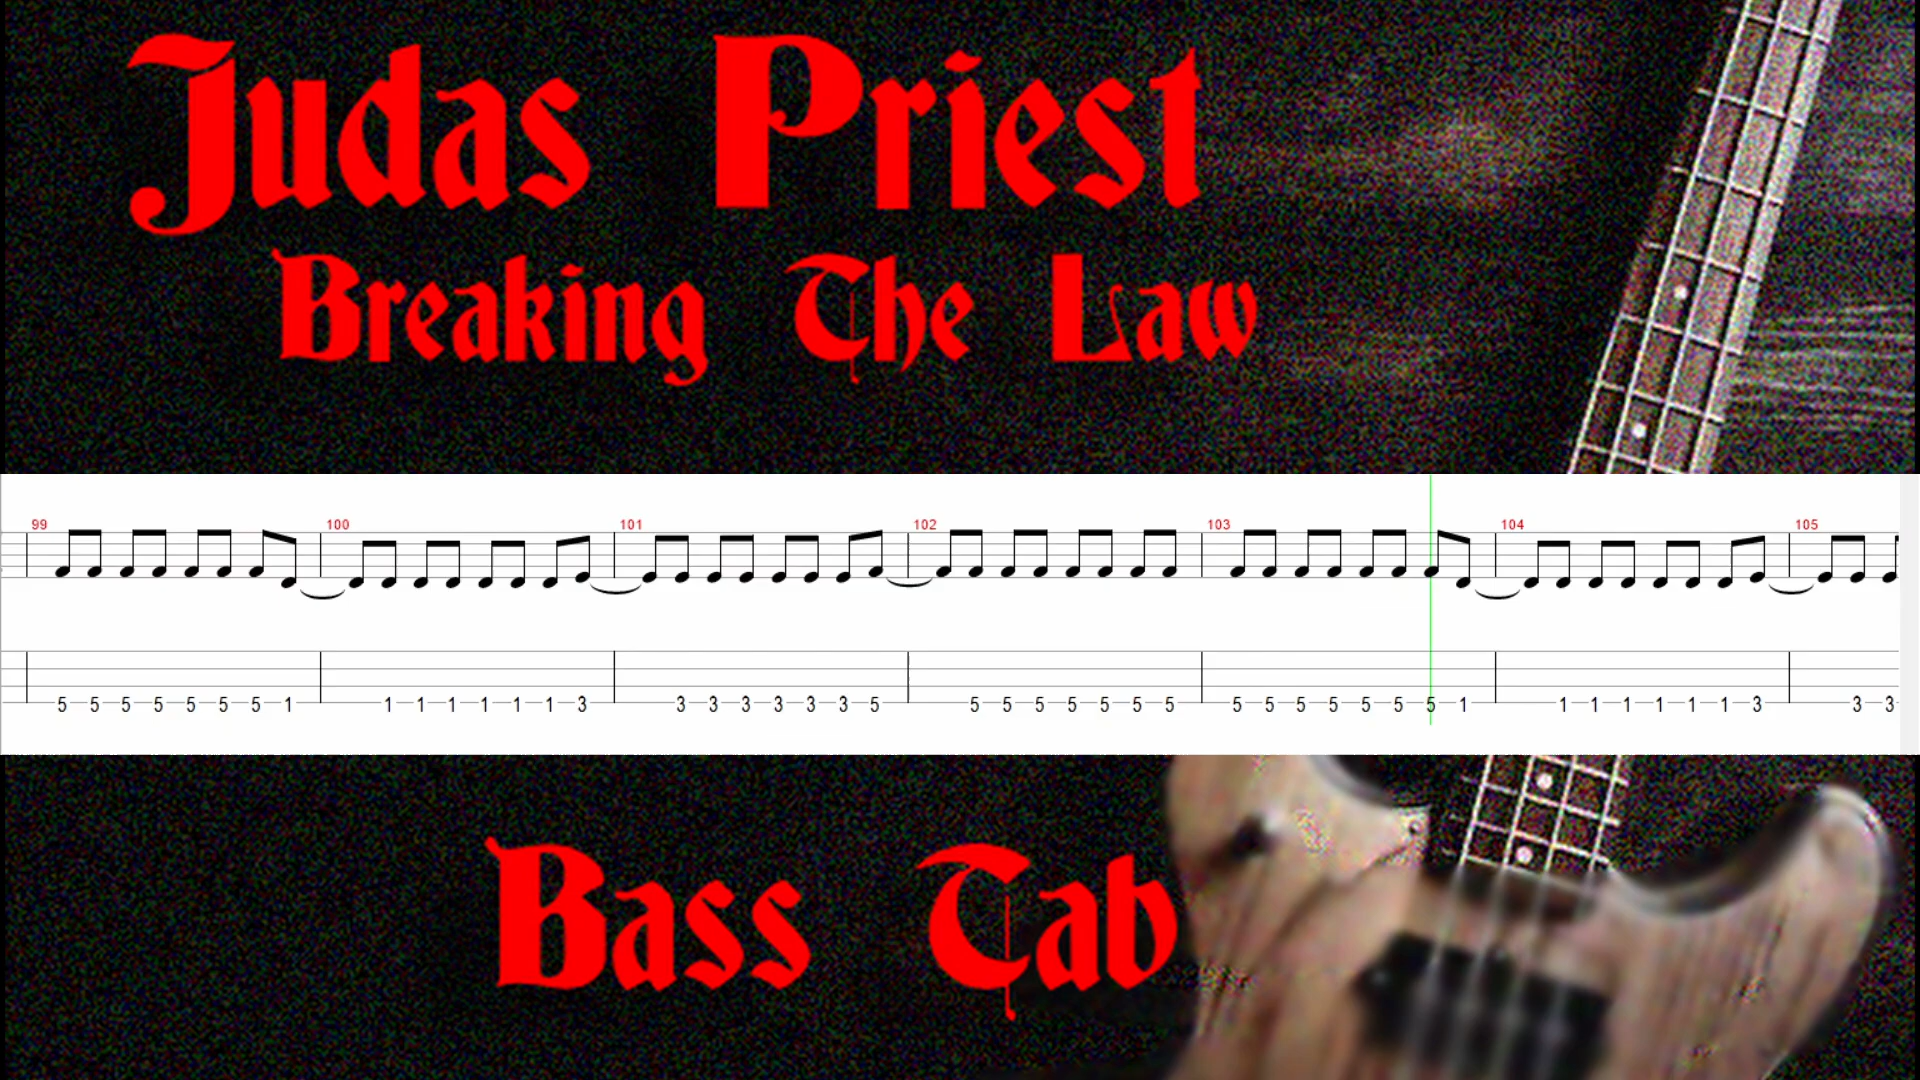 Judas Priest
Breaking The Law
99 100 101 102 103 104 105
5 5 5 5 5 5 5 1 1 1 1 1 1 1 3 3 3 3 3 3 3 5 5 5 5 5 5 5 5 5 5 5 5 5 5 5 1 1 1 1 1 1 1 3 3 3
Bass Tab